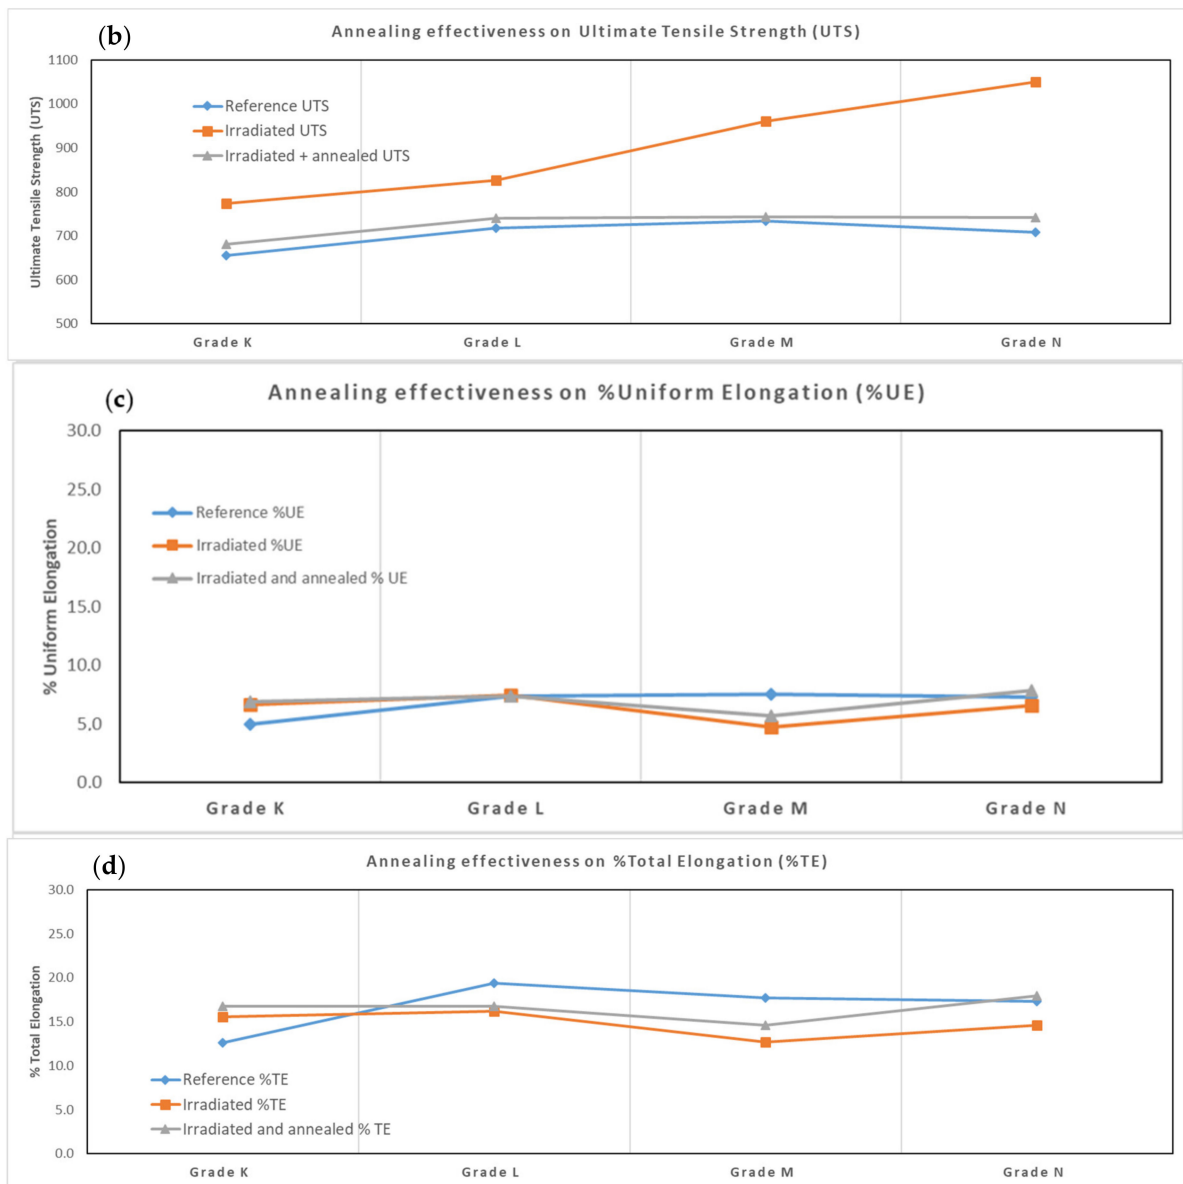 (b)
Annealing effectiveness on Ultimate Tensile Strength (UTS)
Ultimate Tensile Strength (UTS)
1100
1000
900
800
700
600
500
Reference UTS
Irradiated UTS
Irradiated + annealed UTS
Grade K
Grade L
Grade M
Grade N
(c)
Annealing effectiveness on %Uniform Elongation (%UE)
% Uniform Elongation
30.0
25.0
20.0
15.0
10.0
5.0
0.0
Reference %UE
Irradiated %UE
Irradiated and annealed % UE
Grade K
Grade L
Grade M
Grade N
(d)
Annealing effectiveness on %Total Elongation (%TE)
% Total Elongation
30.0
25.0
20.0
15.0
10.0
5.0
0.0
Reference %TE
Irradiated %TE
Irradiated and annealed % TE
Grade K
Grade L
Grade M
Grade N